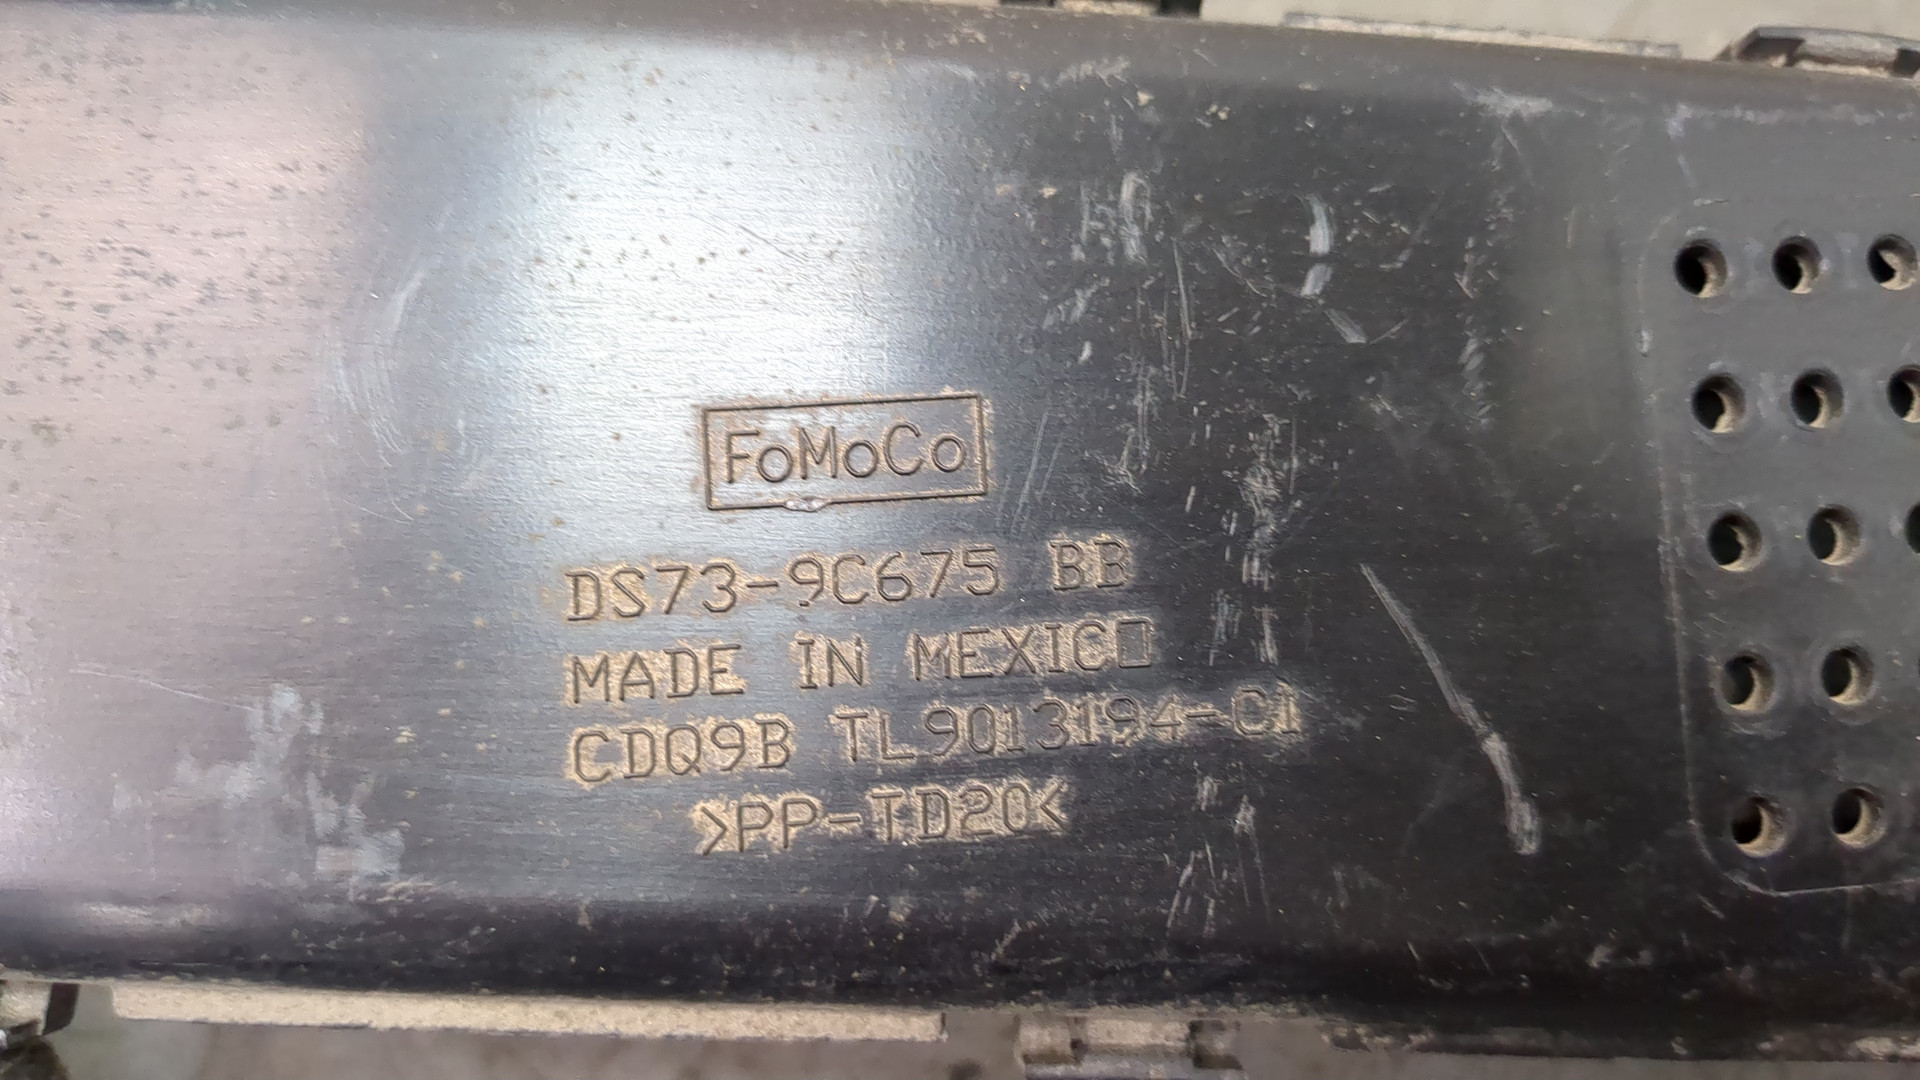 FoMoCo
DS73-9C675 BB
MADE IN MEXICO
CDQ9B TL9013194-C1
>PP-TD20<